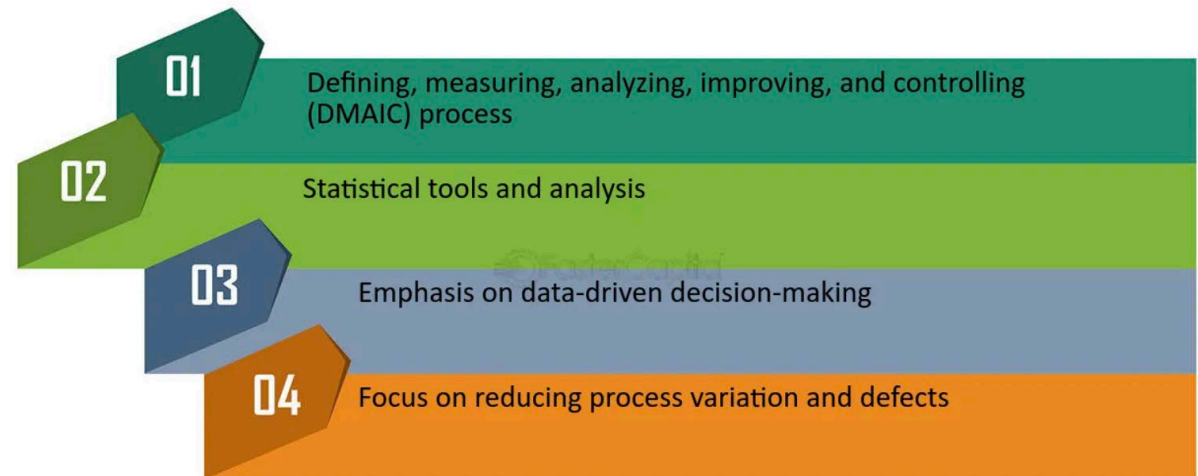 01
Defining, measuring, analyzing, improving, and controlling
(DMAIC) process
02
Statistical tools and analysis
FasterCapital
03
Emphasis on data-driven decision-making
04
Focus on reducing process variation and defects